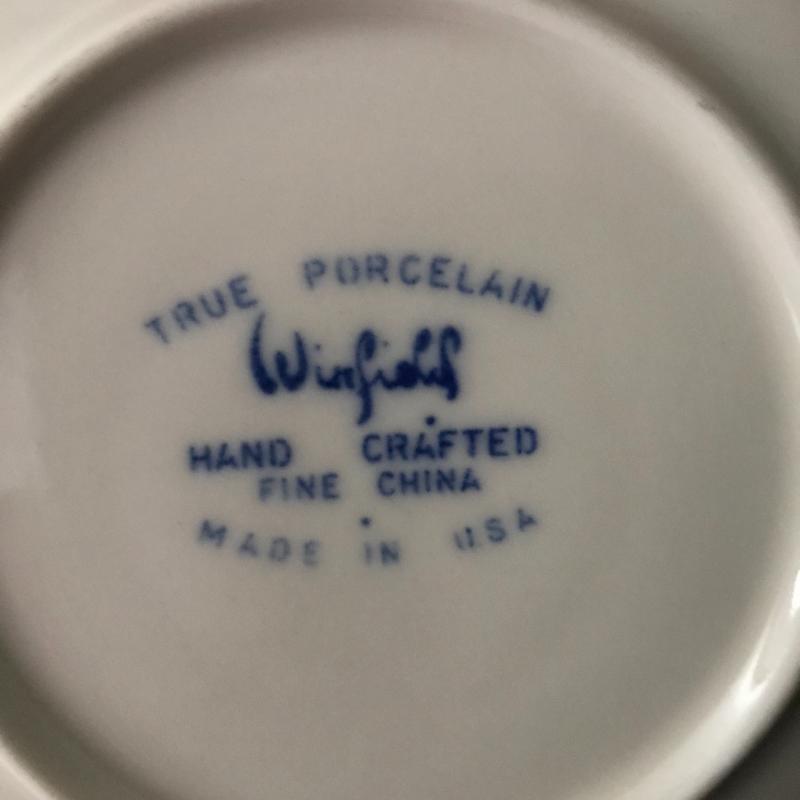 TRUE PORCELAIN
Winfield
HAND CRAFTED
FINE CHINA
MADE IN USA